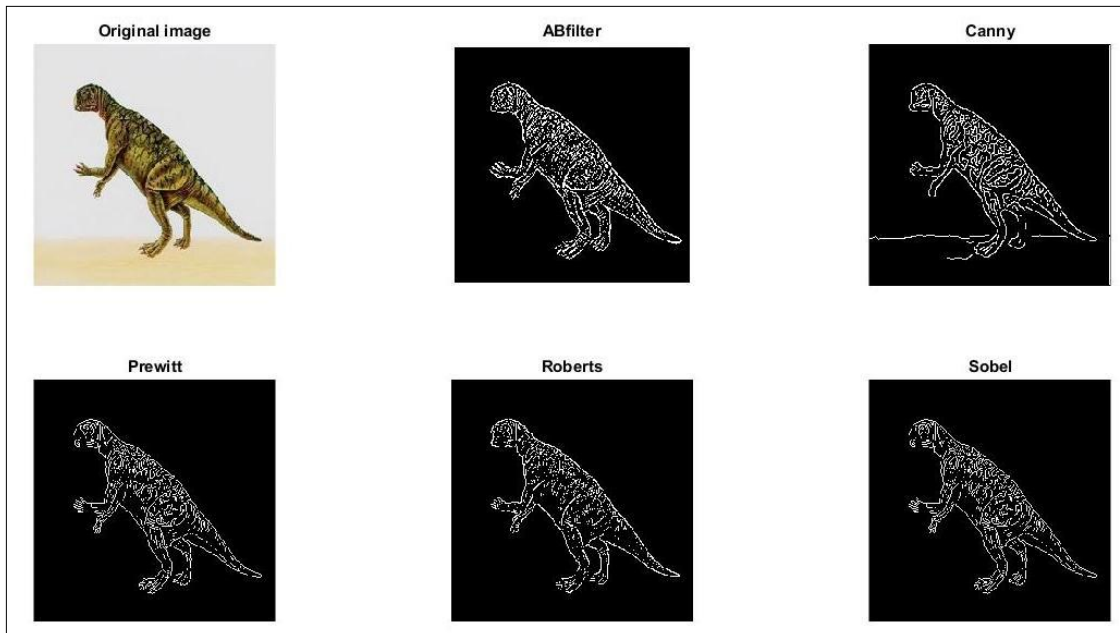 Original image
ABfilter
Canny
Prewitt
Roberts
Sobel